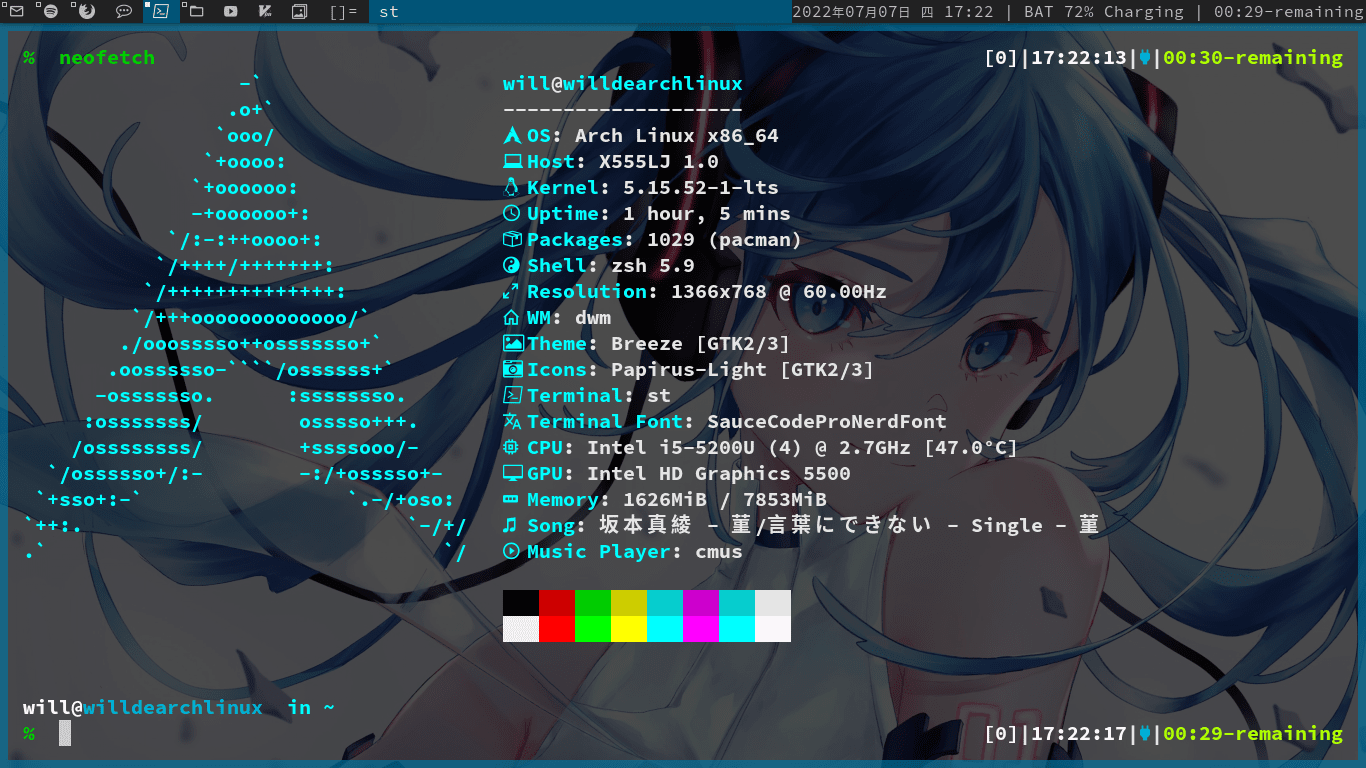 []= st 2022年07月07日 四 17:22 | BAT 72% Charging | 00:29-remaining
% neofetch [0]|17:22:13||00:30-remaining
-` will@willdearchlinux
.o+` --------------------
`ooo/ OS: Arch Linux x86_64
`+oooo: Host: X555LJ 1.0
`+oooooo: Kernel: 5.15.52-1-lts
-+oooooo+: Uptime: 1 hour, 5 mins
`/:-:++oooo+: Packages: 1029 (pacman)
`/++++/+++++++: Shell: zsh 5.9
`/++++++++++++++: Resolution: 1366x768 @ 60.00Hz
`/+++ooooooooooooo/` WM: dwm
./ooosssso++osssssso+` Theme: Breeze [GTK2/3]
.oossssso-````/ossssss+` Icons: Papirus-Light [GTK2/3]
-osssssso. :ssssssso. Terminal: st
:osssssss/ osssso+++. Terminal Font: SauceCodeProNerdFont
/ossssssss/ +ssssooo/- CPU: Intel i5-5200U (4) @ 2.7GHz [47.0°C]
`/ossssso+/:- -:/+osssso+- GPU: Intel HD Graphics 5500
`+sso+:-` `.-/+oso: Memory: 1626MiB / 7853MiB
`++:. `-/+/ Song: 坂本真綾 - 菫/言葉にできない - Single - 菫
.` `/ Music Player: cmus
will@willdearchlinux in ~
% [0]|17:22:17||00:29-remaining
01